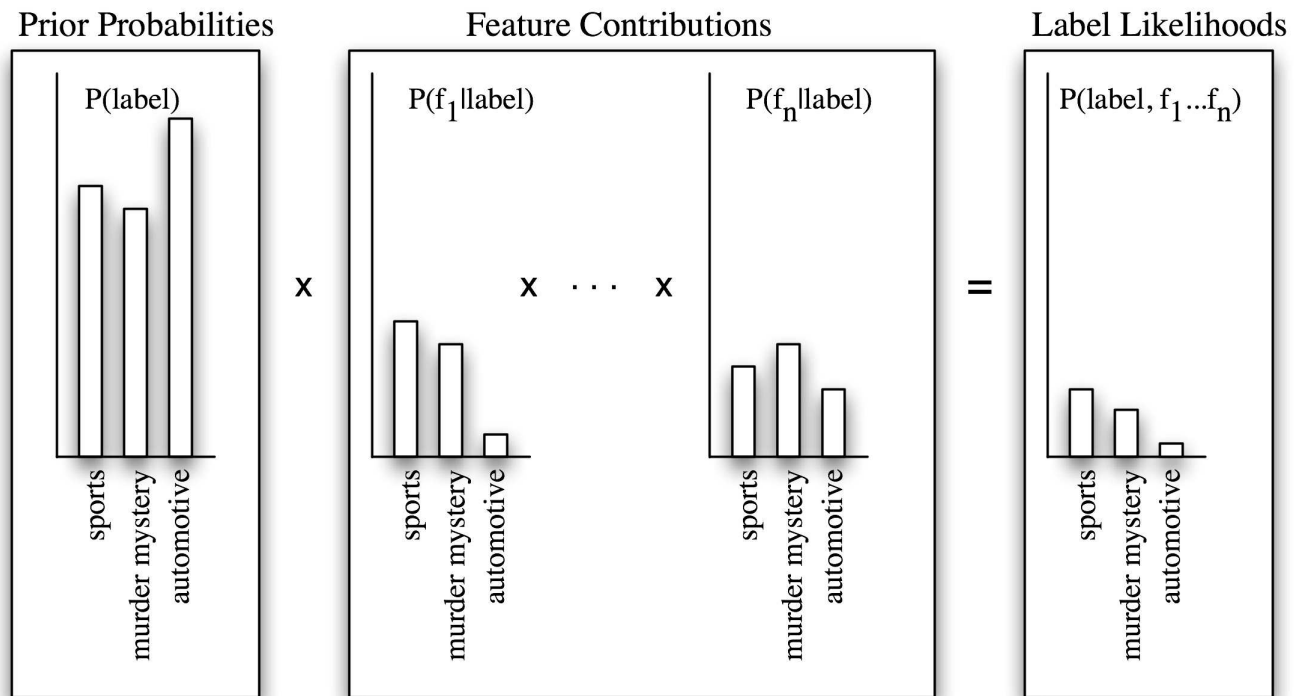 Prior Probabilities
Feature Contributions
Label Likelihoods
P(label)
sports
murder mystery
automotive
x
P(f1|label)
sports
murder mystery
automotive
x ... x
P(fn|label)
sports
murder mystery
automotive
=
P(label, f1...fn)
sports
murder mystery
automotive